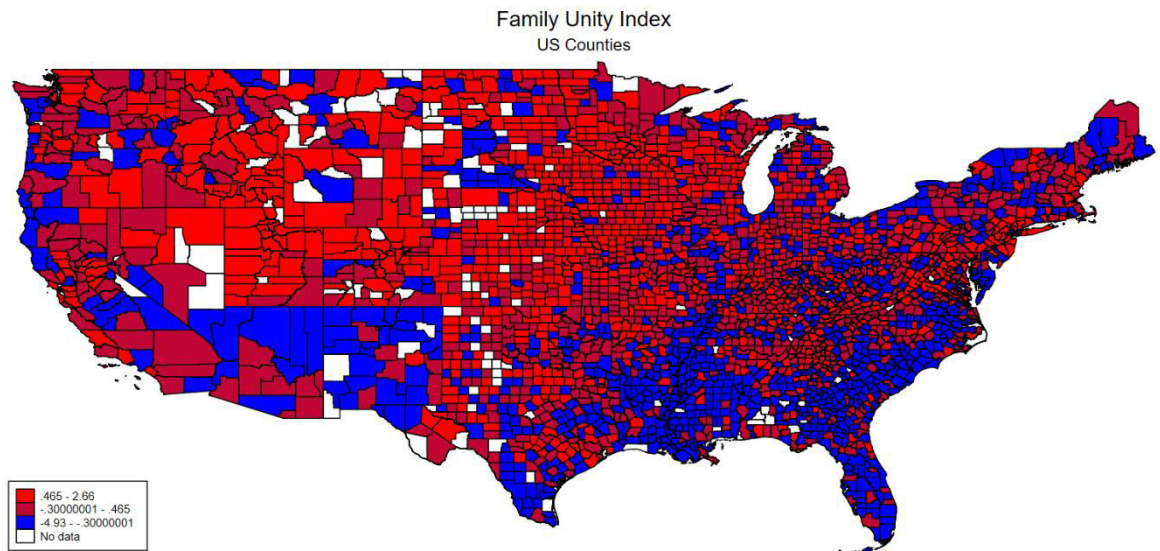 Family Unity Index
US Counties
.465 - 2.66
-.30000001 - .465
-4.93 - -.30000001
No data